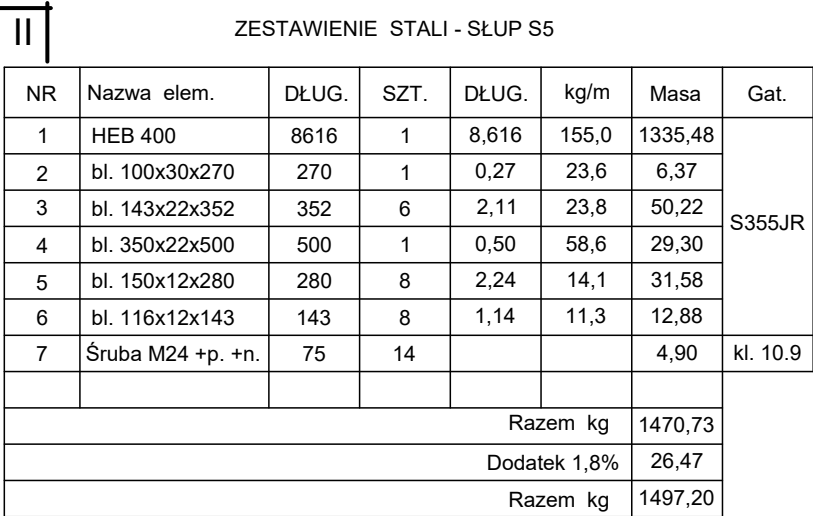 II
ZESTAWIENIE STALI - SŁUP S5
NR Nazwa elem. DŁUG. SZT. DŁUG. kg/m Masa Gat.
1 HEB 400 8616 1 8,616 155,0 1335,48
2 bl. 100x30x270 270 1 0,27 23,6 6,37
3 bl. 143x22x352 352 6 2,11 23,8 50,22
S355JR
4 bl. 350x22x500 500 1 0,50 58,6 29,30
5 bl. 150x12x280 280 8 2,24 14,1 31,58
6 bl. 116x12x143 143 8 1,14 11,3 12,88
7 Śruba M24 +p. +n. 75 14 4,90 kl. 10.9
Razem kg 1470,73
Dodatek 1,8% 26,47
Razem kg 1497,20